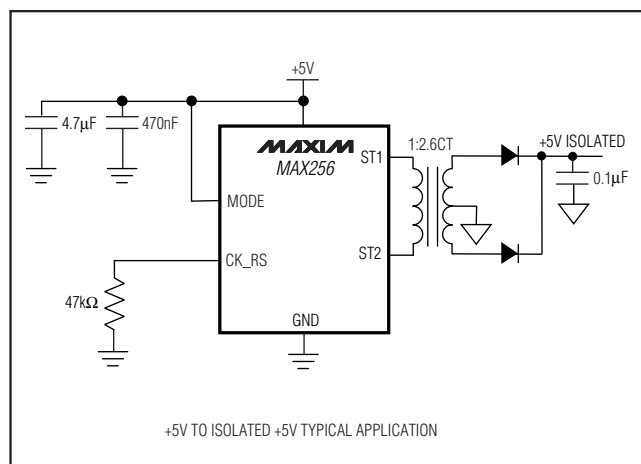 +5V
4.7μF
470nF
MAXIM
MAX256
ST1
1:2.6CT
+5V ISOLATED
0.1μF
MODE
CK_RS
ST2
47kΩ
GND
+5V TO ISOLATED +5V TYPICAL APPLICATION